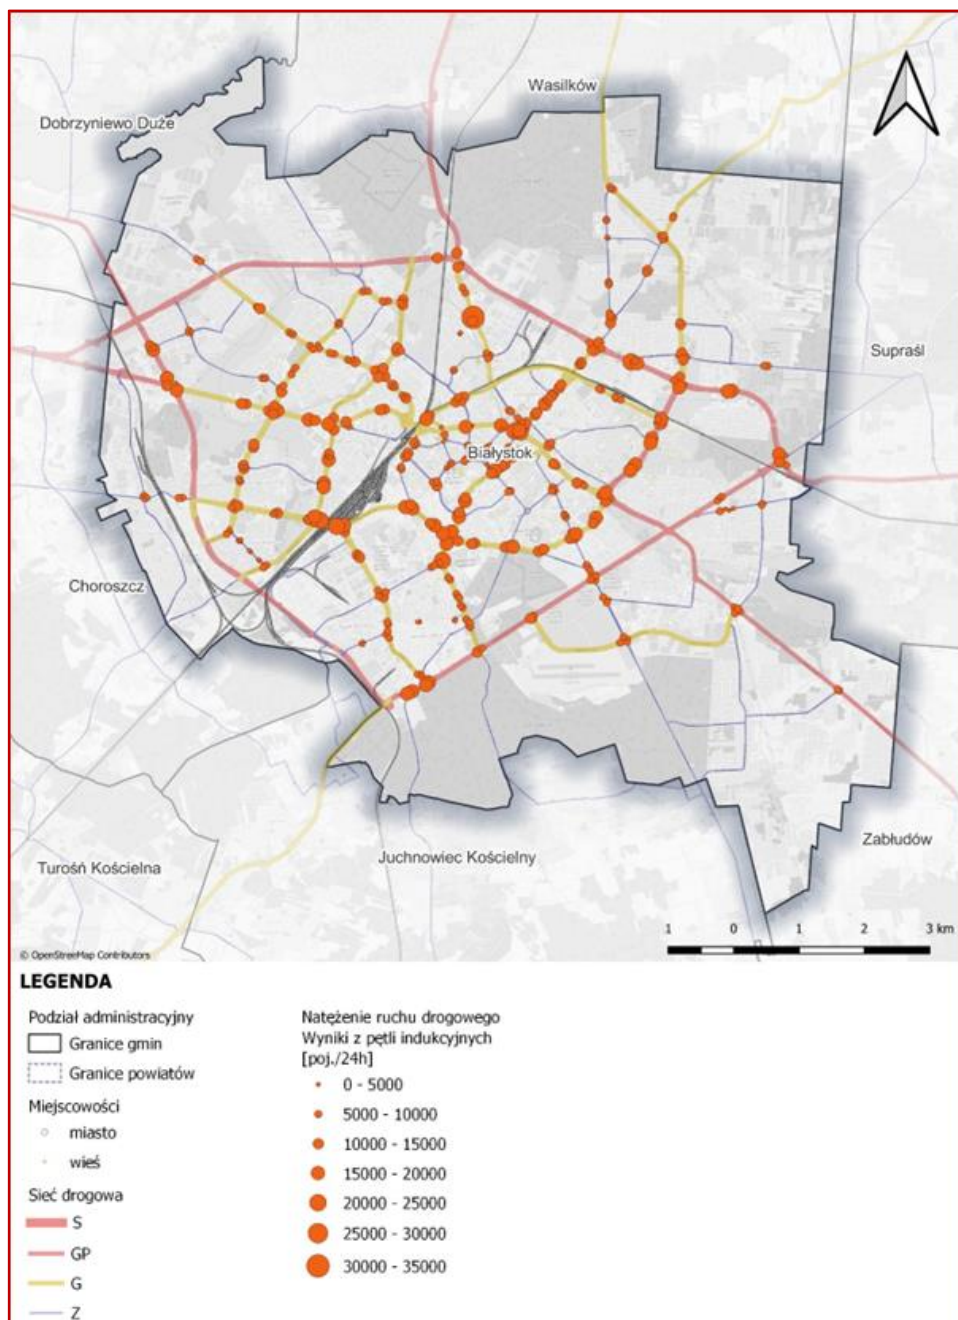 Wasilków
Dobrzyniewo Duże
Supraśl
Białystok
Choroszcz
Zabłudów
Juchnowiec Kościelny
Turośń Kościelna
1 0 1 2 3 km
© OpenStreetMap Contributors
LEGENDA
Podział administracyjny
Granice gmin
Granice powiatów
Miejscowości
miasto
wieś
Sieć drogowa
S
GP
G
Z
Natężenie ruchu drogowego
Wyniki z pętli indukcyjnych
[poj./24h]
0 - 5000
5000 - 10000
10000 - 15000
15000 - 20000
20000 - 25000
25000 - 30000
30000 - 35000